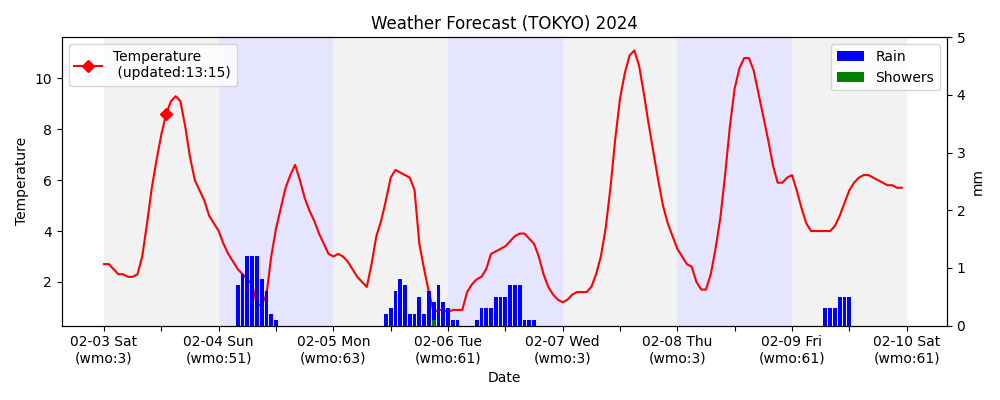 Weather Forecast (TOKYO) 2024
Temperature
(updated:13:15)
Rain
Showers
Temperature
10
8
6
4
2
5
4
3
2
1
0
mm
02-03 Sat
(wmo:3)
02-04 Sun
(wmo:51)
02-05 Mon
(wmo:63)
02-06 Tue
(wmo:61)
02-07 Wed
(wmo:3)
02-08 Thu
(wmo:3)
02-09 Fri
(wmo:61)
02-10 Sat
(wmo:61)
Date